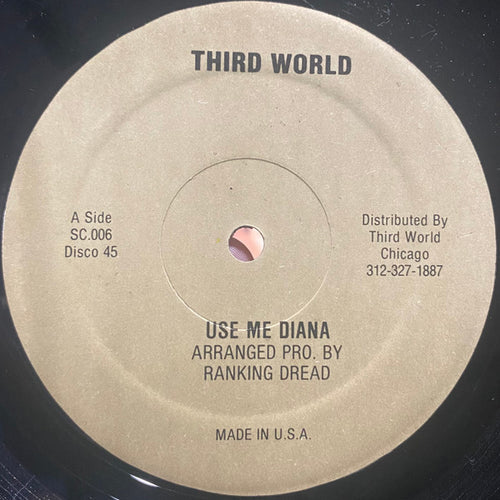 THIRD WORLD
A Side
SC.006
Disco 45
Distributed By
Third World
Chicago
312-327-1887
USE ME DIANA
ARRANGED PRO. BY
RANKING DREAD
MADE IN U.S.A.